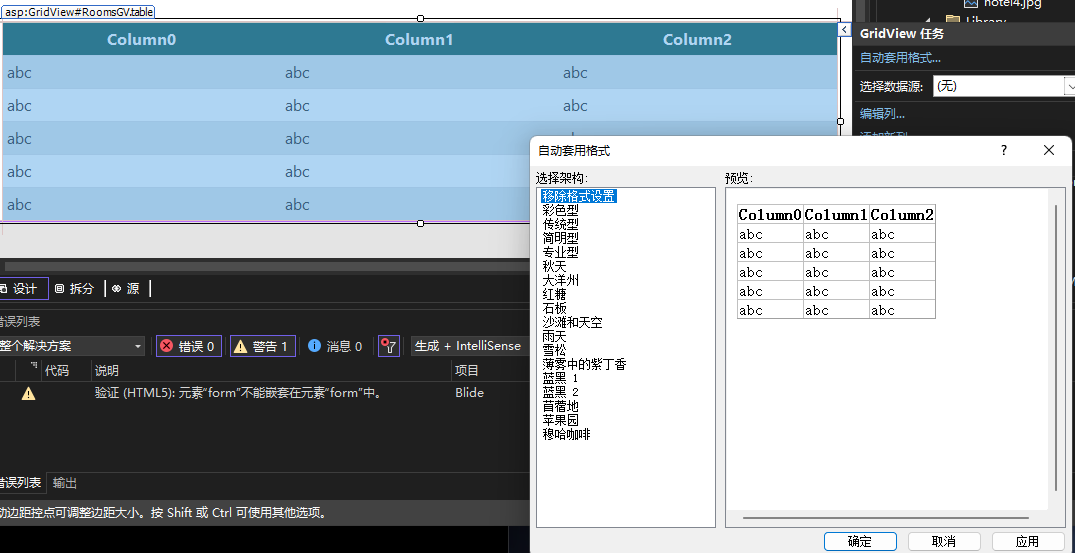 asp:GridView#RoomsGV.table
hotel4.jpg
Library
Column0 Column1 Column2
abc abc abc
abc abc abc
abc abc
abc abc
abc abc
GridView 任务
自动套用格式...
选择数据源: (无)
编辑列...
添加新列
自动套用格式
选择架构:
移除格式设置
彩色型
传统型
简明型
专业型
秋天
大洋州
红糖
石板
沙滩和天空
雨天
雪松
薄雾中的紫丁香
蓝黑 1
蓝黑 2
苜蓿地
苹果园
穆哈咖啡
预览:
Column0 Column1 Column2
abc abc abc
abc abc abc
abc abc abc
abc abc abc
abc abc abc
确定 取消 应用
设计 拆分 源
错误列表
整个解决方案 错误 0 警告 1 消息 0 生成 + IntelliSense
代码 说明 项目
验证 (HTML5): 元素“form”不能嵌套在元素“form”中。 Blide
错误列表 输出
动边距控点可调整边距大小。按 Shift 或 Ctrl 可使用其他选项。